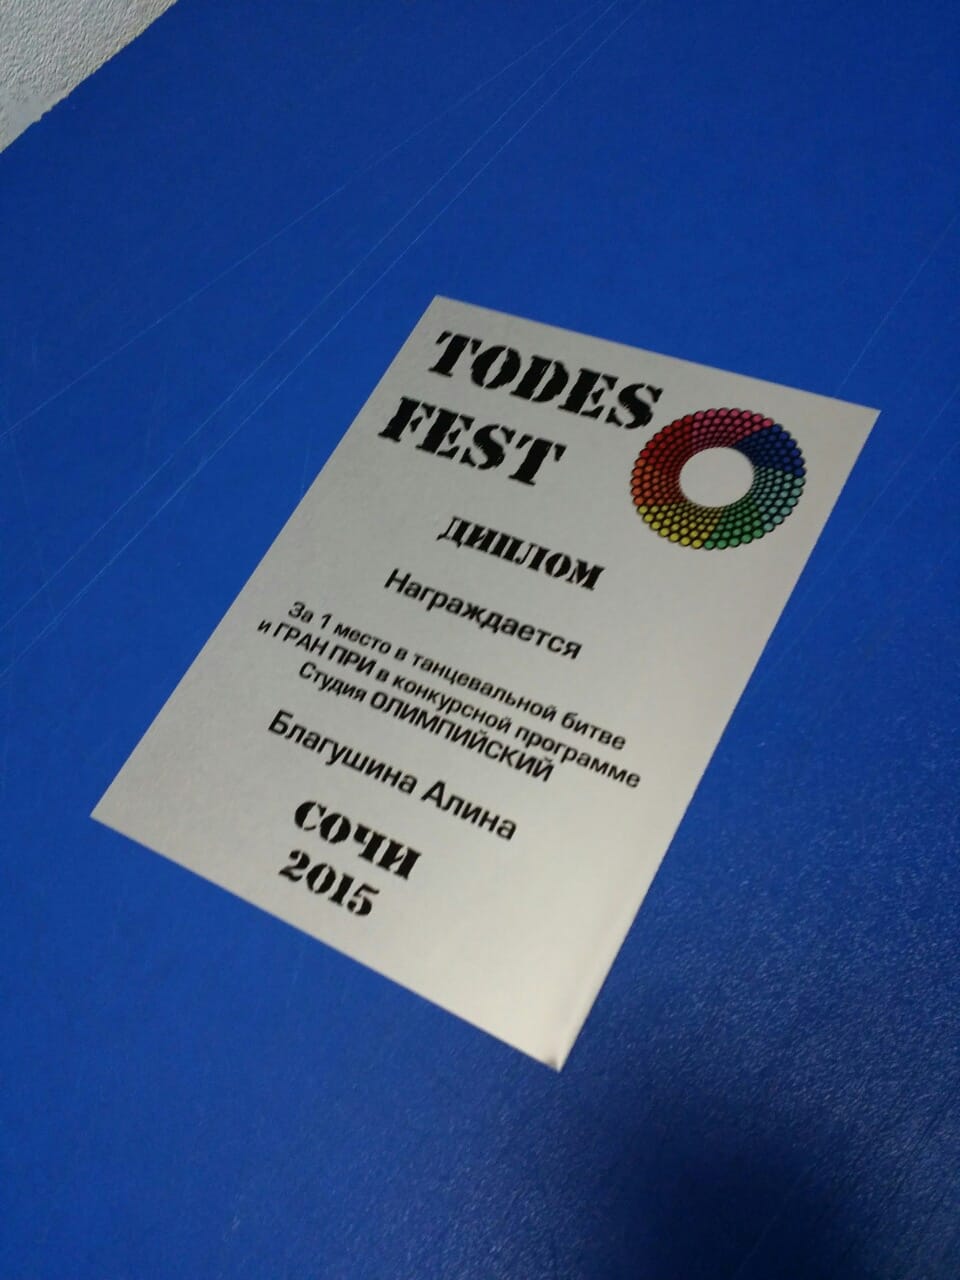 TODES
FEST
ДИПЛОМ
Награждается
За 1 место в танцевальной битве
и ГРАН ПРИ в конкурсной программе
Студия ОЛИМПИЙСКИЙ
Благушина Алина
СОЧИ
2015